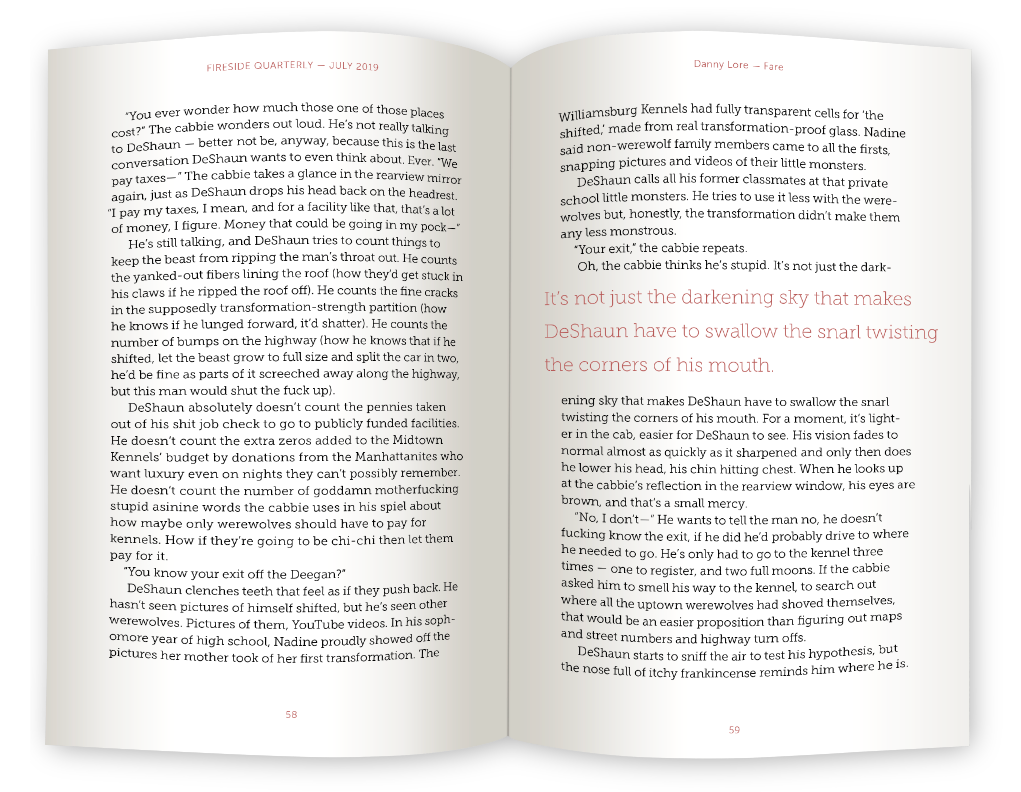 FIRESIDE QUARTERLY — JULY 2019
"You ever wonder how much those one of those places
cost?" The cabbie wonders out loud. He's not really talking
to DeShaun — better not be, anyway, because this is the last
conversation DeShaun wants to even think about. Ever. "We
pay taxes—" The cabbie takes a glance in the rearview mirror
again, just as DeShaun drops his head back on the headrest.
"I pay my taxes, I mean, and for a facility like that, that's a lot
of money, I figure. Money that could be going in my pock—"
He's still talking, and DeShaun tries to count things to
keep the beast from ripping the man's throat out. He counts
the yanked-out fibers lining the roof (how they'd get stuck in
his claws if he ripped the roof off). He counts the fine cracks
in the supposedly transformation-strength partition (how
he knows if he lunged forward, it'd shatter). He counts the
number of bumps on the highway (how he knows that if he
shifted, let the beast grow to full size and split the car in two,
he'd be fine as parts of it screeched away along the highway,
but this man would shut the fuck up).
DeShaun absolutely doesn't count the pennies taken
out of his shit job check to go to publicly funded facilities.
He doesn't count the extra zeros added to the Midtown
Kennels' budget by donations from the Manhattanites who
want luxury even on nights they can't possibly remember.
He doesn't count the number of goddamn motherfucking
stupid asinine words the cabbie uses in his spiel about
how maybe only werewolves should have to pay for
kennels. How if they're going to be chi-chi then let them
pay for it.
"You know your exit off the Deegan?"
DeShaun clenches teeth that feel as if they push back. He
hasn't seen pictures of himself shifted, but he's seen other
werewolves. Pictures of them, YouTube videos. In his soph-
omore year of high school, Nadine proudly showed off the
pictures her mother took of her first transformation. The
58
Danny Lore — Fare
Williamsburg Kennels had fully transparent cells for 'the
shifted,' made from real transformation-proof glass. Nadine
said non-werewolf family members came to all the firsts,
snapping pictures and videos of their little monsters.
DeShaun calls all his former classmates at that private
school little monsters. He tries to use it less with the were-
wolves but, honestly, the transformation didn't make them
any less monstrous.
"Your exit," the cabbie repeats.
Oh, the cabbie thinks he's stupid. It's not just the dark-
It's not just the darkening sky that makes
DeShaun have to swallow the snarl twisting
the corners of his mouth.
ening sky that makes DeShaun have to swallow the snarl
twisting the corners of his mouth. For a moment, it's light-
er in the cab, easier for DeShaun to see. His vision fades to
normal almost as quickly as it sharpened and only then does
he lower his head, his chin hitting chest. When he looks up
at the cabbie's reflection in the rearview window, his eyes are
brown, and that's a small mercy.
"No, I don't—" He wants to tell the man no, he doesn't
fucking know the exit, if he did he'd probably drive to where
he needed to go. He's only had to go to the kennel three
times — one to register, and two full moons. If the cabbie
asked him to smell his way to the kennel, to search out
where all the uptown werewolves had shoved themselves,
that would be an easier proposition than figuring out maps
and street numbers and highway turn offs.
DeShaun starts to sniff the air to test his hypothesis, but
the nose full of itchy frankincense reminds him where he is.
59